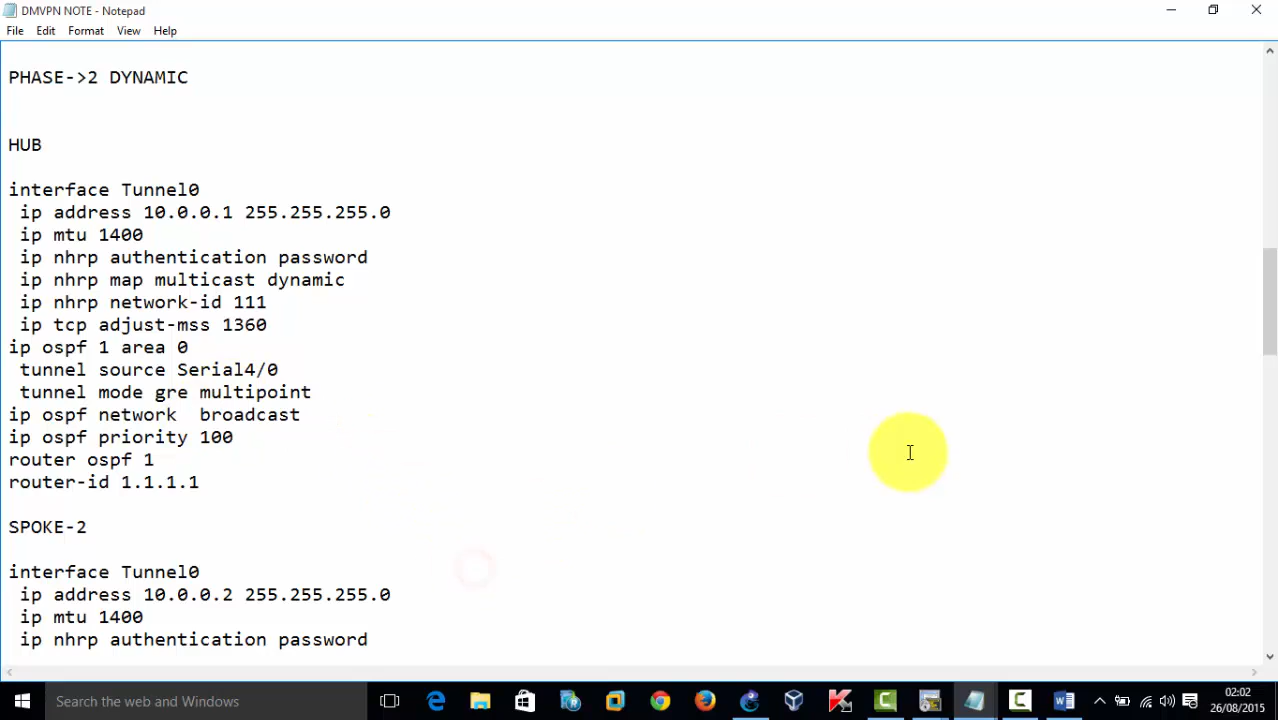 DMVPN NOTE - Notepad
File Edit Format View Help
PHASE->2 DYNAMIC
HUB
interface Tunnel0
ip address 10.0.0.1 255.255.255.0
ip mtu 1400
ip nhrp authentication password
ip nhrp map multicast dynamic
ip nhrp network-id 111
ip tcp adjust-mss 1360
ip ospf 1 area 0
tunnel source Serial4/0
tunnel mode gre multipoint
ip ospf network  broadcast
ip ospf priority 100
router ospf 1
router-id 1.1.1.1
SPOKE-2
interface Tunnel0
ip address 10.0.0.2 255.255.255.0
ip mtu 1400
ip nhrp authentication password
Search the web and Windows
02:02
26/08/2015